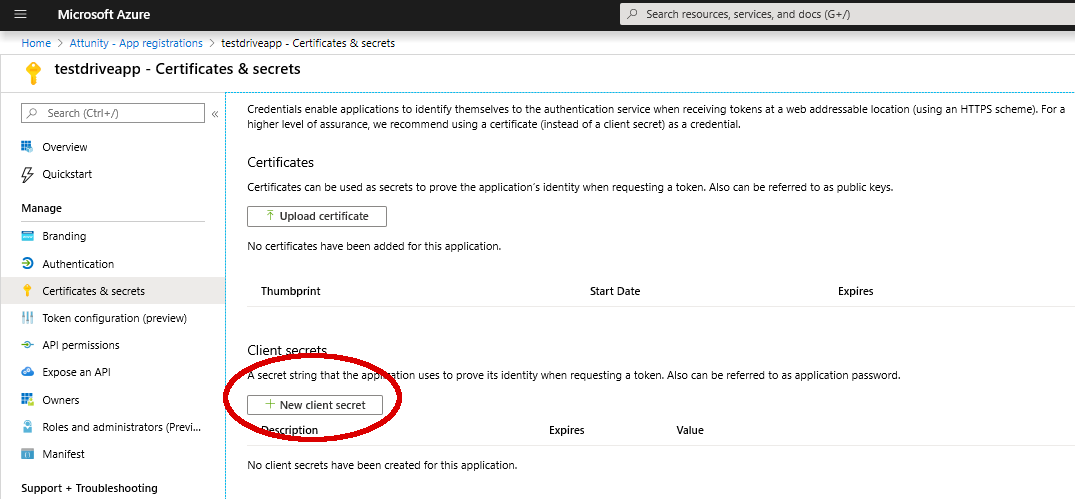 Microsoft Azure
Search resources, services, and docs (G+/)
Home > Attunity - App registrations > testdriveapp - Certificates & secrets
testdriveapp - Certificates & secrets
Search (Ctrl+/)
«
Overview
Quickstart
Manage
Branding
Authentication
Certificates & secrets
Token configuration (preview)
API permissions
Expose an API
Owners
Roles and administrators (Previ...
Manifest
Support + Troubleshooting
Credentials enable applications to identify themselves to the authentication service when receiving tokens at a web addressable location (using an HTTPS scheme). For a
higher level of assurance, we recommend using a certificate (instead of a client secret) as a credential.
Certificates
Certificates can be used as secrets to prove the application's identity when requesting a token. Also can be referred to as public keys.
Upload certificate
No certificates have been added for this application.
Thumbprint Start Date Expires
Client secrets
A secret string that the application uses to prove its identity when requesting a token. Also can be referred to as application password.
New client secret
Description Expires Value
No client secrets have been created for this application.